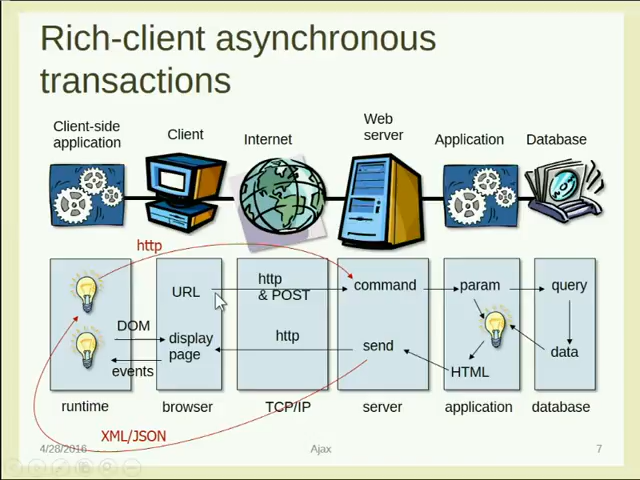 Rich-client asynchronous
transactions
Client-side
application
Client
Internet
Web
server
Application
Database
http
URL
http
& POST
command
param
query
DOM
display
page
http
send
data
events
HTML
runtime
browser
TCP/IP
server
application
database
XML/JSON
4/28/2016
Ajax
7